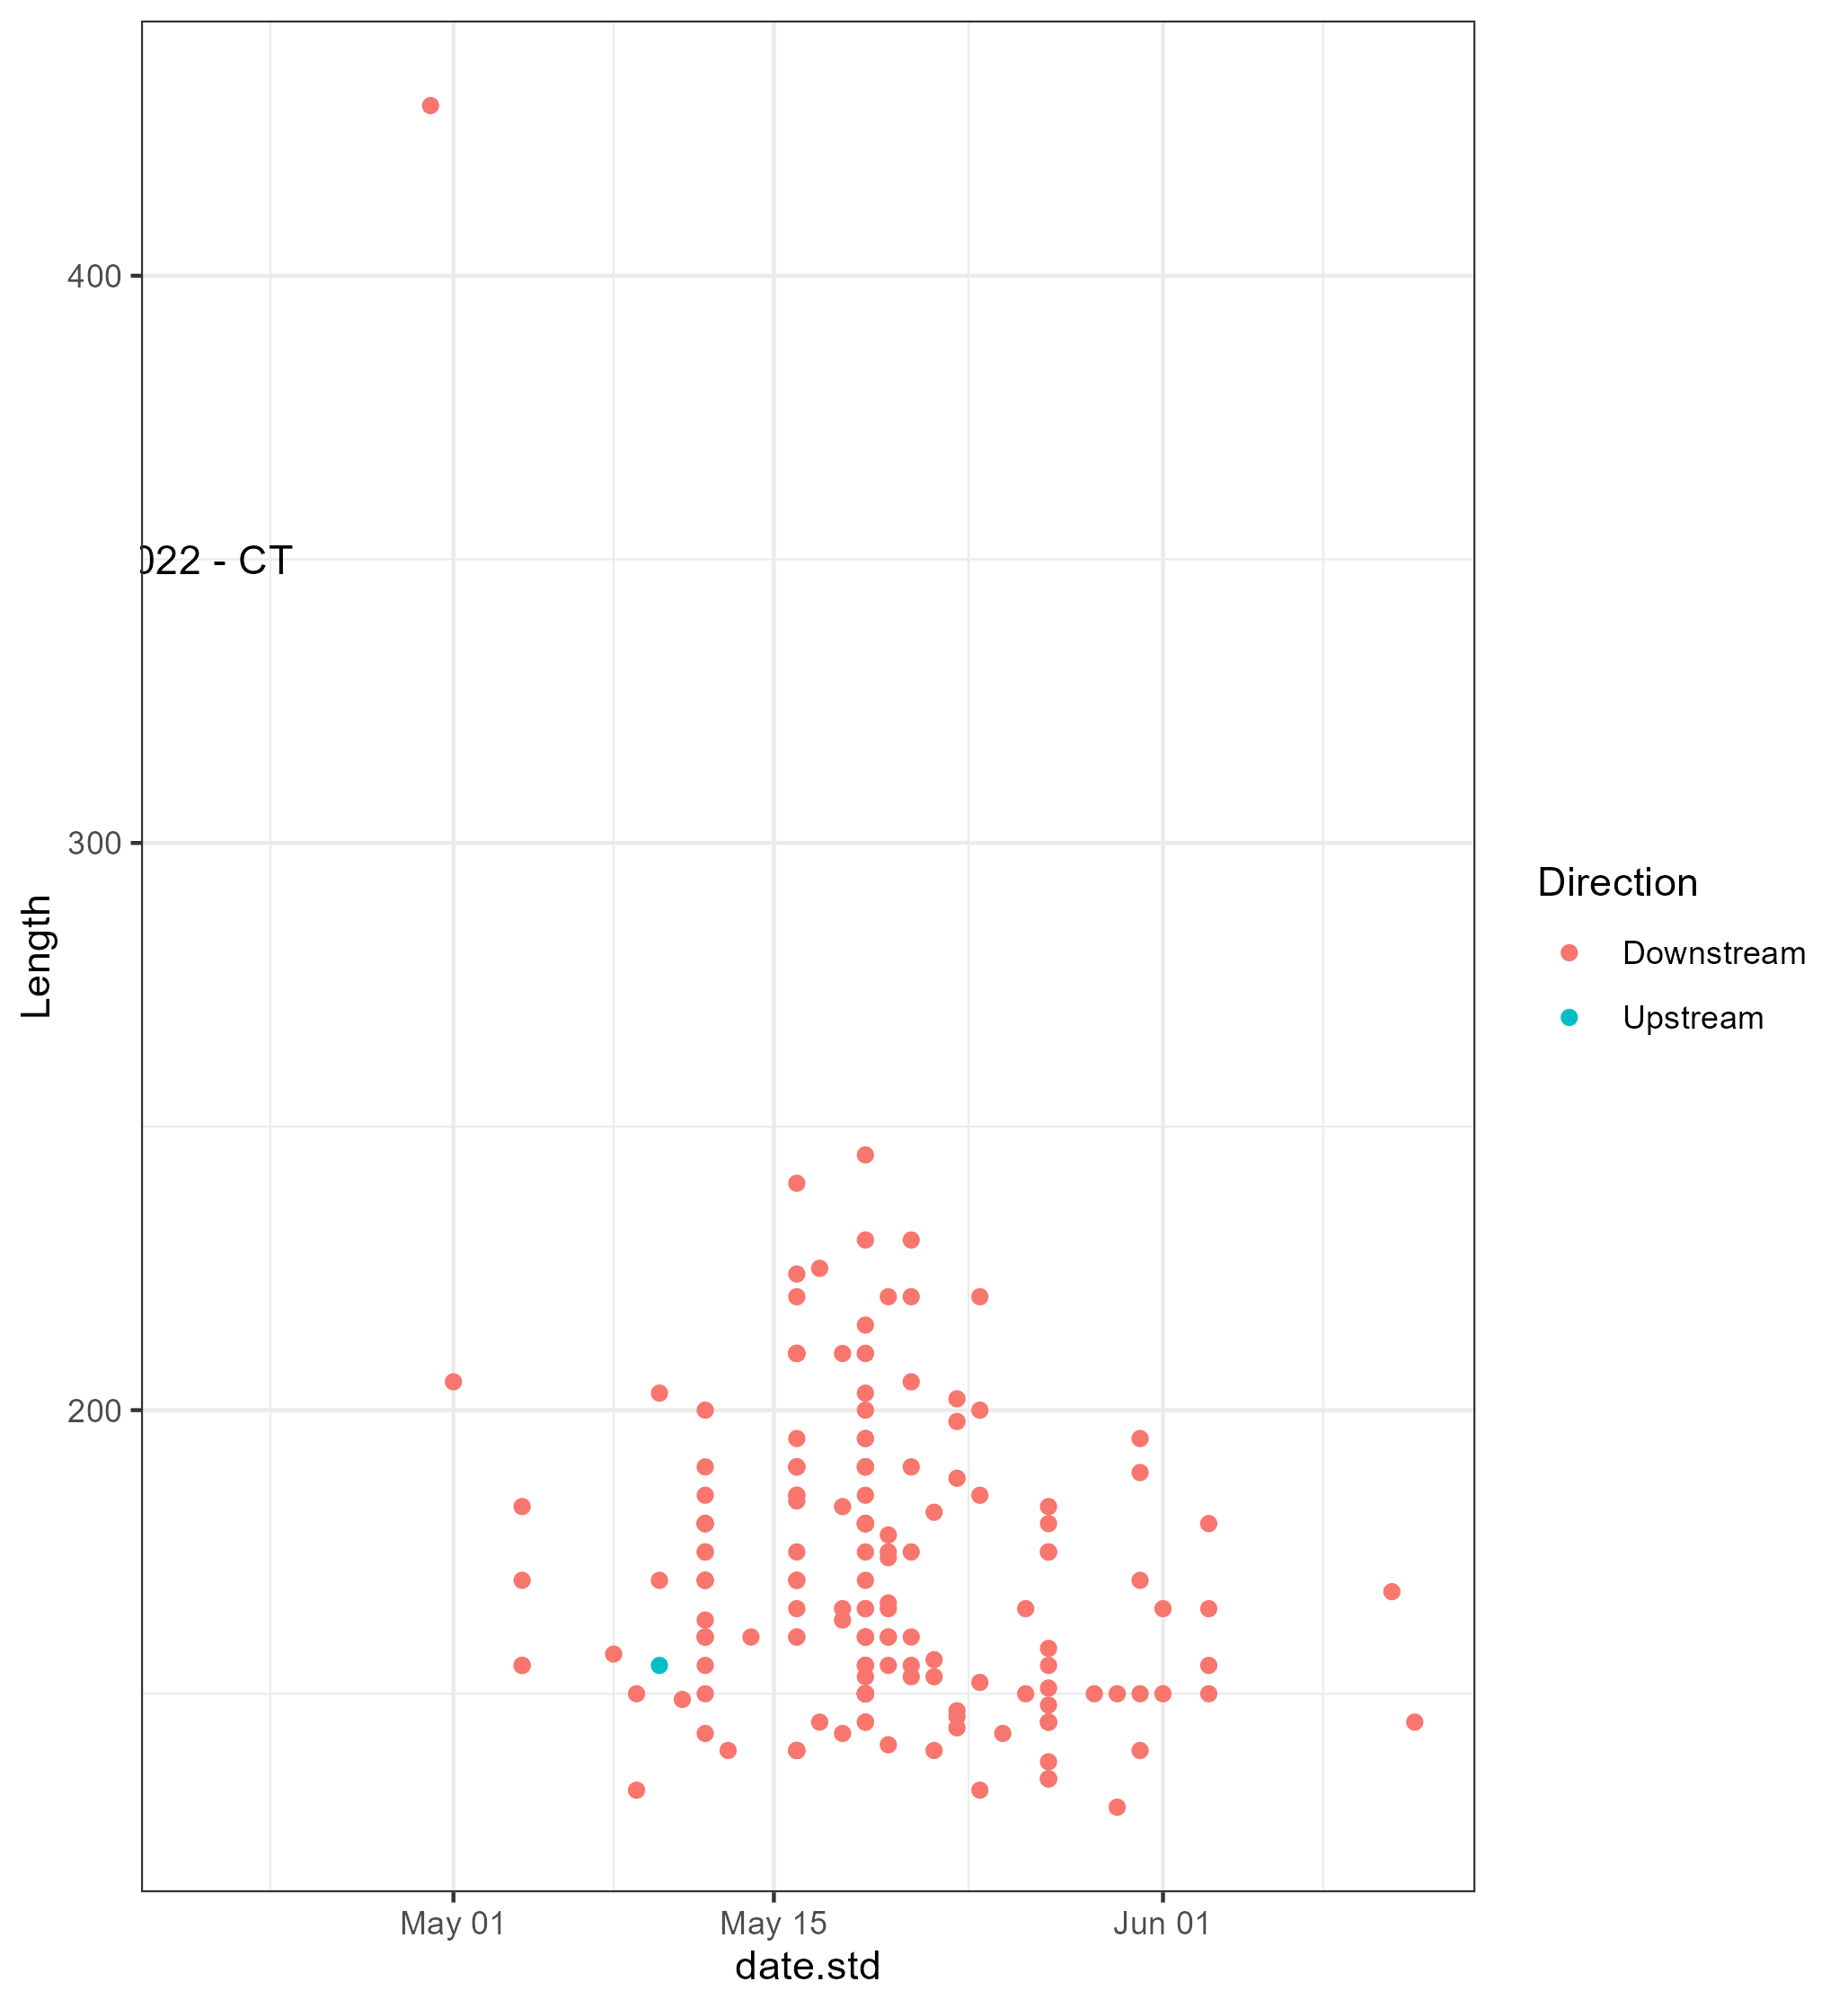 400
022 - CT
300
200
Length
May 01
May 15
Jun 01
date.std
Direction
Downstream
Upstream